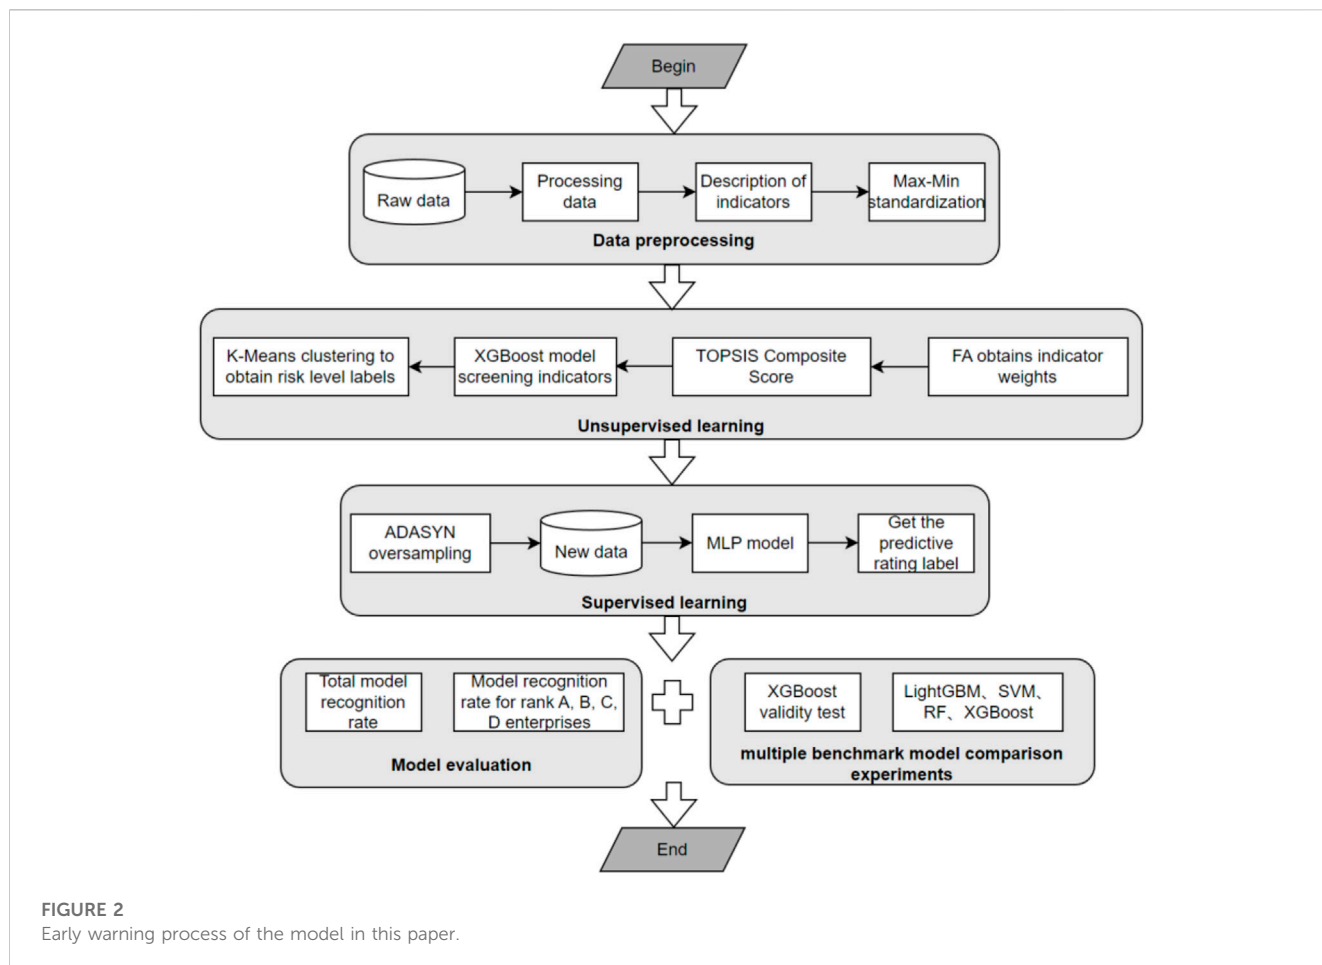 Begin
Raw data
Processing
data
Description of
indicators
Max-Min
standardization
Data preprocessing
K-Means clustering to
obtain risk level labels
XGBoost model
screening indicators
TOPSIS Composite
Score
FA obtains indicator
weights
Unsupervised learning
ADASYN
oversampling
New data
MLP model
Get the
predictive
rating label
Supervised learning
Total model
recognition
rate
Model recognition
rate for rank A, B, C,
D enterprises
Model evaluation
XGBoost
validity test
LightGBM、SVM、
RF、XGBoost
multiple benchmark model comparison
experiments
End
FIGURE 2
Early warning process of the model in this paper.